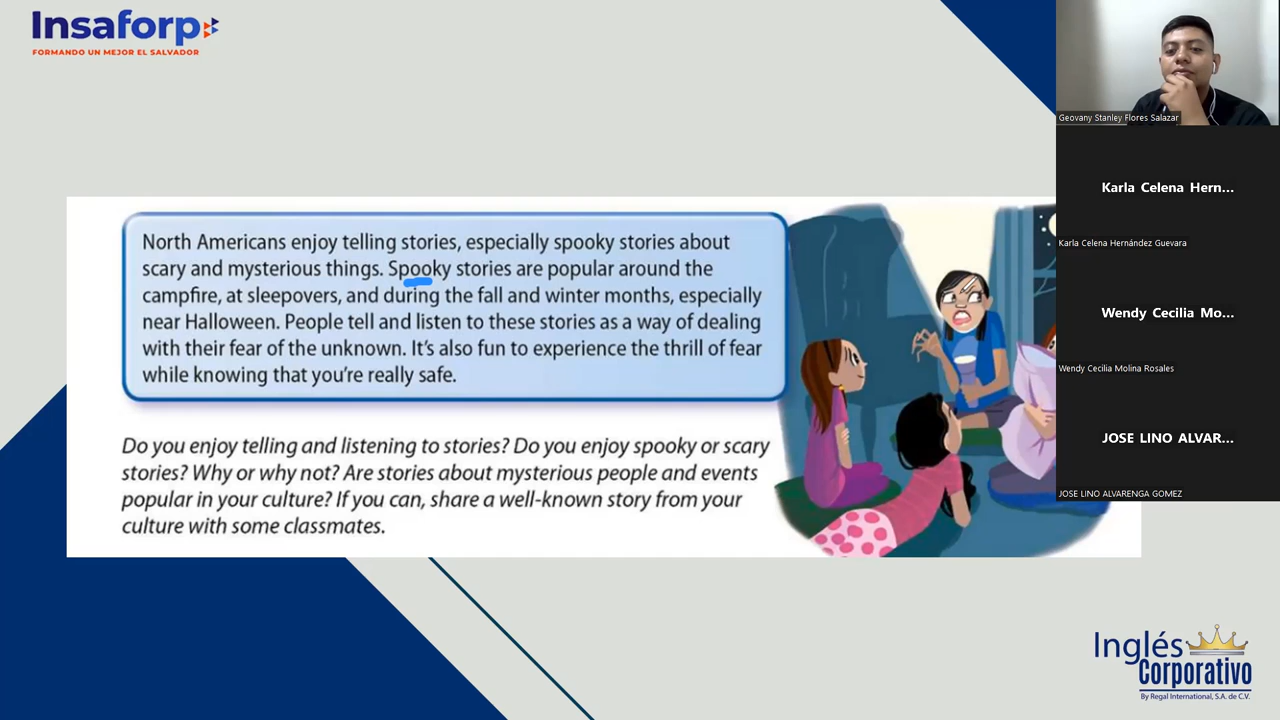 Insaforp
FORMANDO UN MEJOR EL SALVADOR
North Americans enjoy telling stories, especially spooky stories about
scary and mysterious things. Spooky stories are popular around the
campfire, at sleepovers, and during the fall and winter months, especially
near Halloween. People tell and listen to these stories as a way of dealing
with their fear of the unknown. It's also fun to experience the thrill of fear
while knowing that you're really safe.
Do you enjoy telling and listening to stories? Do you enjoy spooky or scary
stories? Why or why not? Are stories about mysterious people and events
popular in your culture? If you can, share a well-known story from your
culture with some classmates.
Geovany Stanley Flores Salazar
Karla Celena Hern...
Karla Celena Hernández Guevara
Wendy Cecilia Mo...
Wendy Cecilia Molina Rosales
JOSE LINO ALVAR...
JOSE LINO ALVARENGA GOMEZ
Inglés
Corporativo
By Regal International, S.A. de C.V.